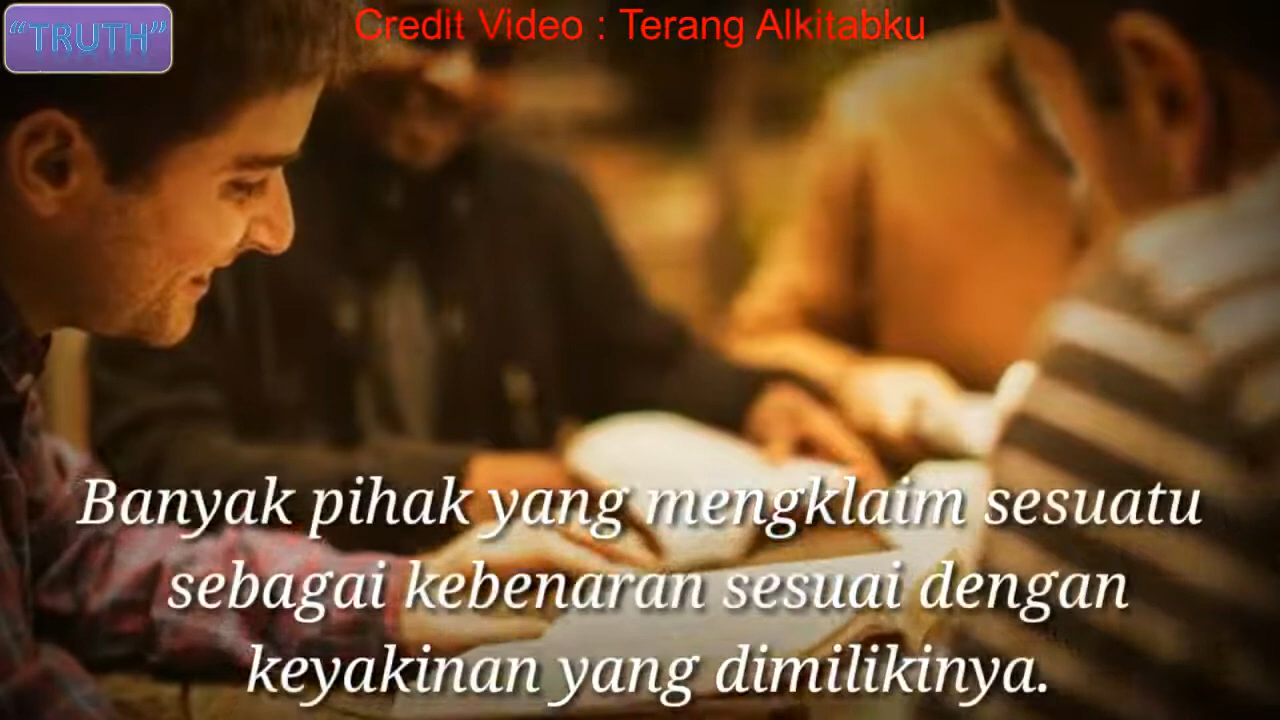 “TRUTH”
Credit Video : Terang Alkitabku
Banyak pihak yang mengklaim sesuatu
sebagai kebenaran sesuai dengan
keyakinan yang dimilikinya.